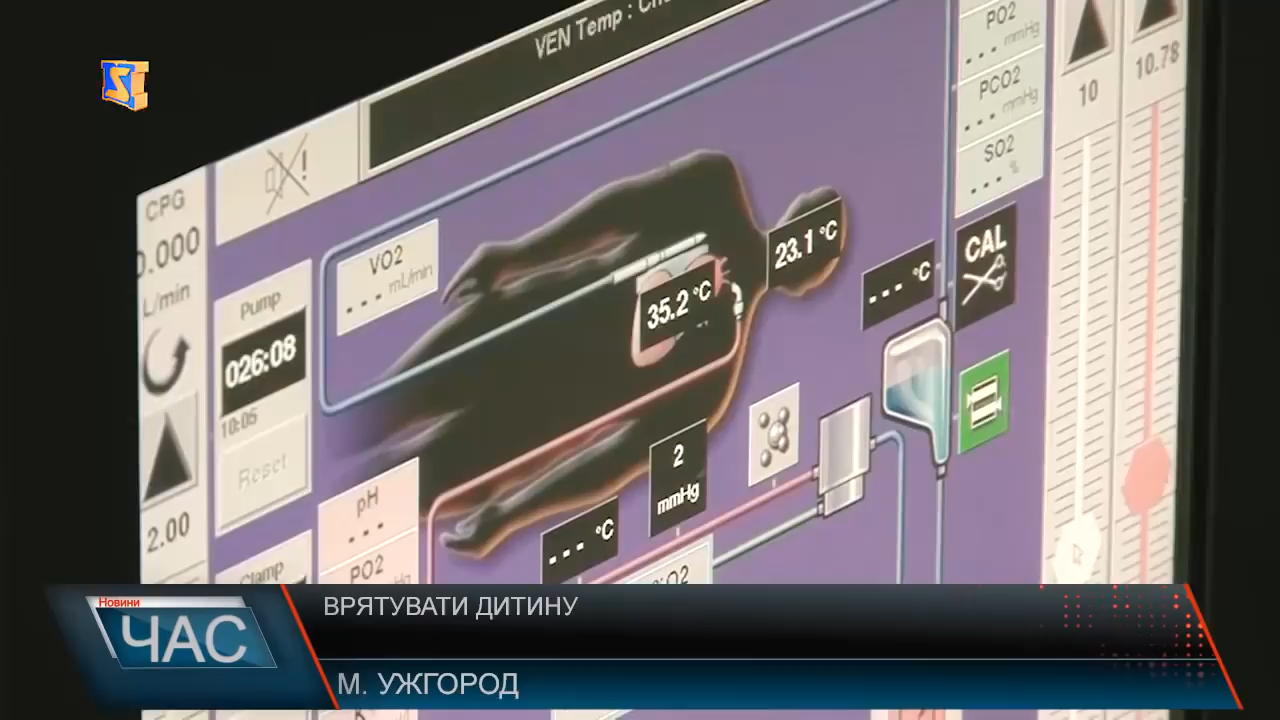 VEN Temp :
CPG
0.000
L/min
2.00
Pump
026:08
10:05
Reset
Clamp
VO2
--- mL/min
35.2 °C
23.1 °C
--- °C
2
mmHg
--- °C
pH
--
PO2
PO2
--- mmHg
PCO2
--- mmHg
SO2
--- %
CAL
10
10.78
Новини
ЧАС
ВРЯТУВАТИ ДИТИНУ
М. УЖГОРОД